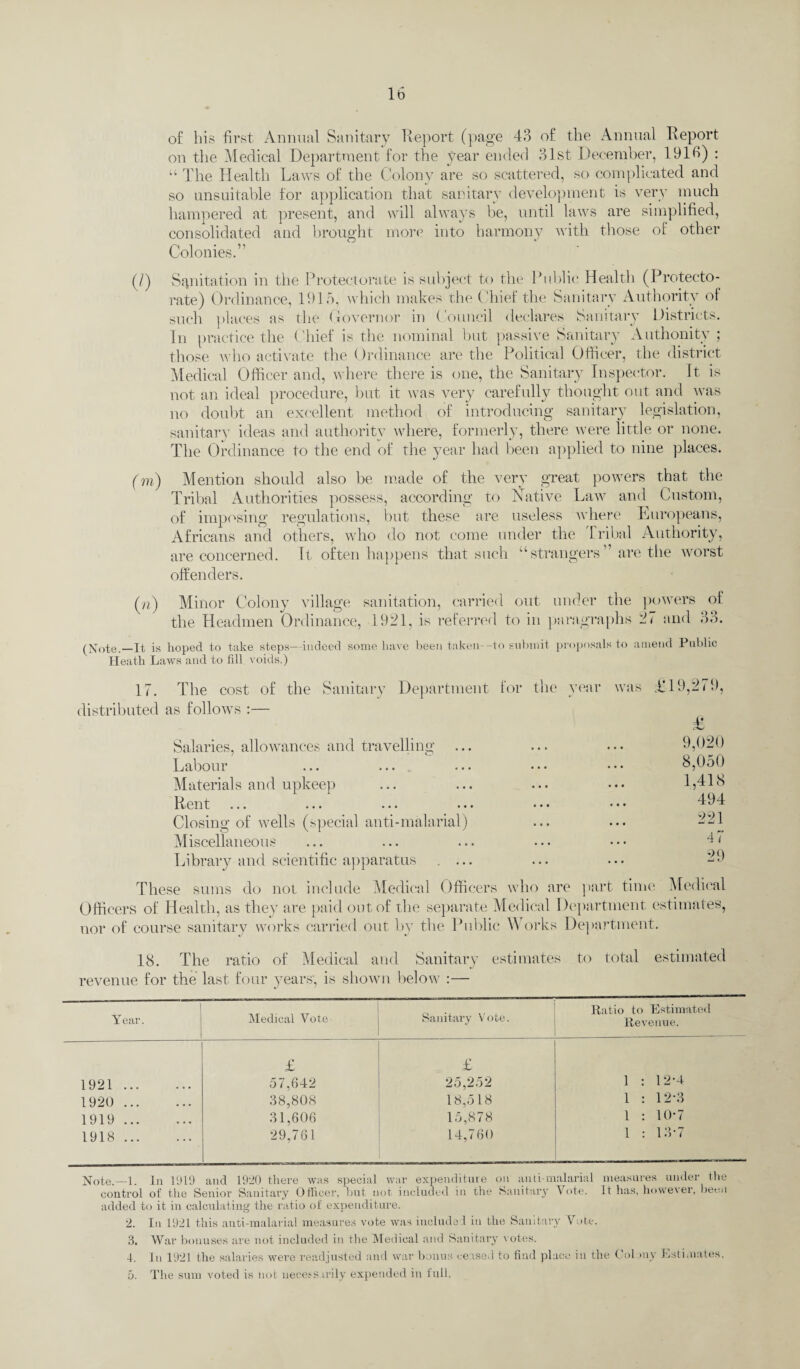 16
of his first Annual Sanitary Report (page 43 of the Annual Report
on the Medical Department for the year ended 31st December, 1916) :
“ The Health Laws of the Colony are so scattered, so complicated and
so unsuitable for application that sanitary development is very much
hampered at present, and will always be, until laws are simplified,
consolidated and brought more into harmony with those of other
Colonies.”
(l) Sanitation in the Protectorate is subject to the Public Health (Protecto-
rate) Ordinance, 1915, which makes the Chief the Sanitary Authority of
such places as the Governor in Council declares Sanitary Districts.
In practice the Chief is the nominal but passive Sanitary Authonity ;
those who activate the Ordinance are the Political Officer, the district
Medical Officer and, where there is one, the Sanitary Inspector. It is
not an ideal procedure, but it was very carefully thought out and was
no doubt an excellent method of introducing sanitary legislation,
sanitary ideas and authority where, formerly, there were little or none.
The Ordinance to the end of the year had been applied to nine places.
(m) Mention should also be made of the very great powers that the
Tribal Authorities possess, according to Native Law and Custom,
of imposing regulations, but these are useless where Europeans,
Africans and others, who do not come under the Tribal Authority,
are concerned. It often happens that such “strangers” are the worst
offenders.
(n) Minor Colony village sanitation, carried out under the powers of
the Headmen Ordinance, 1921, is referred to in paragraphs 27 and 33.
(Note.—It is hoped to take steps—indeed some have been taken—to submit proposals to amend Public
Heath Laws and to fill voids.)
17. The cost of the Sanitary Department for the year was £19,279,
distributed as follows :—
£
Salaries, allowances and travelling ... ... ... 9,020
Labour ... ... ... ... ... 8,050
Materials and upkeep ... ... ... ... 1,418
Rent ... ... ... ... ... ... 494
Closing of wells (special anti-malarial) ... ... 221
Miscellaneous ... ... ... ... ... 47
Library and scientific apparatus ... ... ... 29
These sums do not include Medical Officers who are part time Medical
Officers of Health, as they are paid out of the separate Medical Department estimates,
nor of course sanitary works carried out by the Public Works Department.
18. The ratio of Medical and Sanitary estimates to total estimated
revenue for the last four years, is shown below :—
Year. Medical Vote Sanitary Vote. Ratio to Estimated Revenue.
£ £
1921 ... ... 57,642 25,252 1 : 12·4
1920 ... ... 38,808 18,518 1 : 12·3
1919 ... ... 31,606 15,878 1 : 10·7
1918 ... ... 29,761 14,760 1 : 13·7
Note.—1. In 1919 and 1920 there was special war expenditure on anti-malarial measures under the
control of the Senior Sanitary Officer, but not included in the Sanitary Vote. It has, however, been
added to it in calculating the ratio of expenditure.
2. In 1921 this anti-malarial measures vote was included in the Sanitary Vote.
3. War bonuses are not included in the Medical and Sanitary votes.
4. In 1921 the salaries were readjusted and war bonus ceased to find place in the Colony Estimates.
5. The sum voted is not necessarily expended in full.